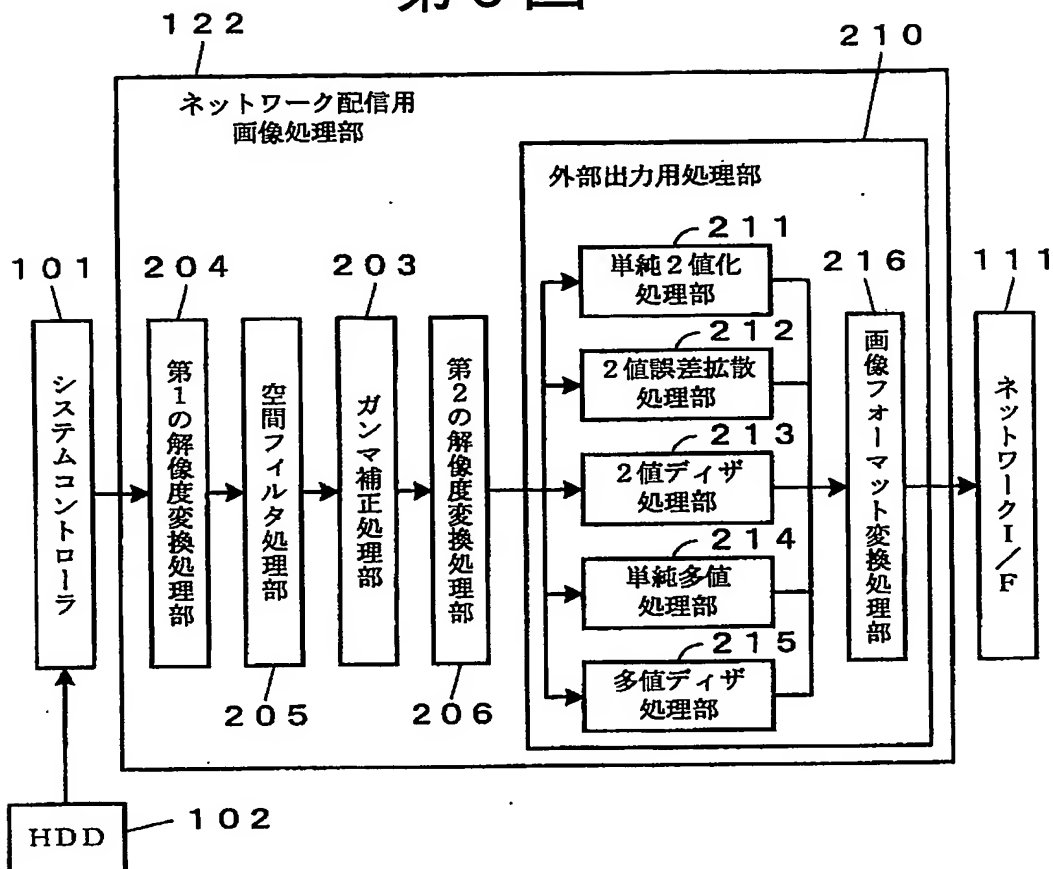 第 図
122
210
ネットワーク配信用
画像処理部
外部出力用処理部
101
204
203
211
216
111
システムコントローラ
第1の解像度変換処理部
空間フィルタ処理部
ガンマ補正処理部
第2の解像度変換処理部
単純2値化
処理部
212
2値誤差拡散
処理部
213
2値ディザ
処理部
214
単純多値
処理部
215
多値ディザ
処理部
画像フォーマット変換処理部
ネットワークI/F
205
206
102
HDD